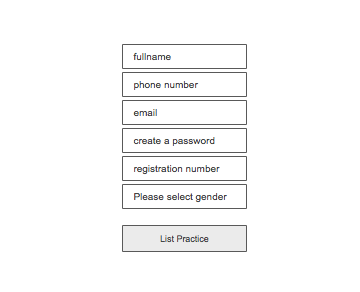 fullname
phone number
email
create a password
registration number
Please select gender
List Practice